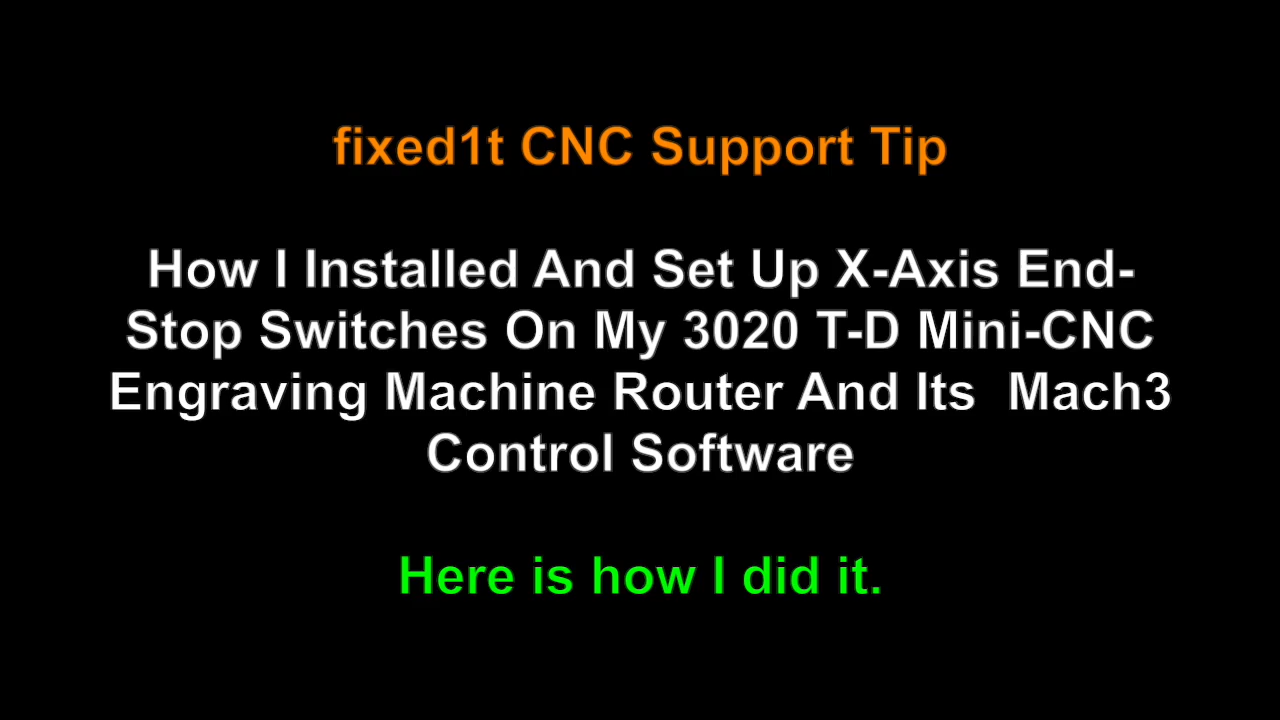 fixed1t CNC Support Tip
How I Installed And Set Up X-Axis End-
Stop Switches On My 3020 T-D Mini-CNC
Engraving Machine Router And Its  Mach3
Control Software
Here is how I did it.